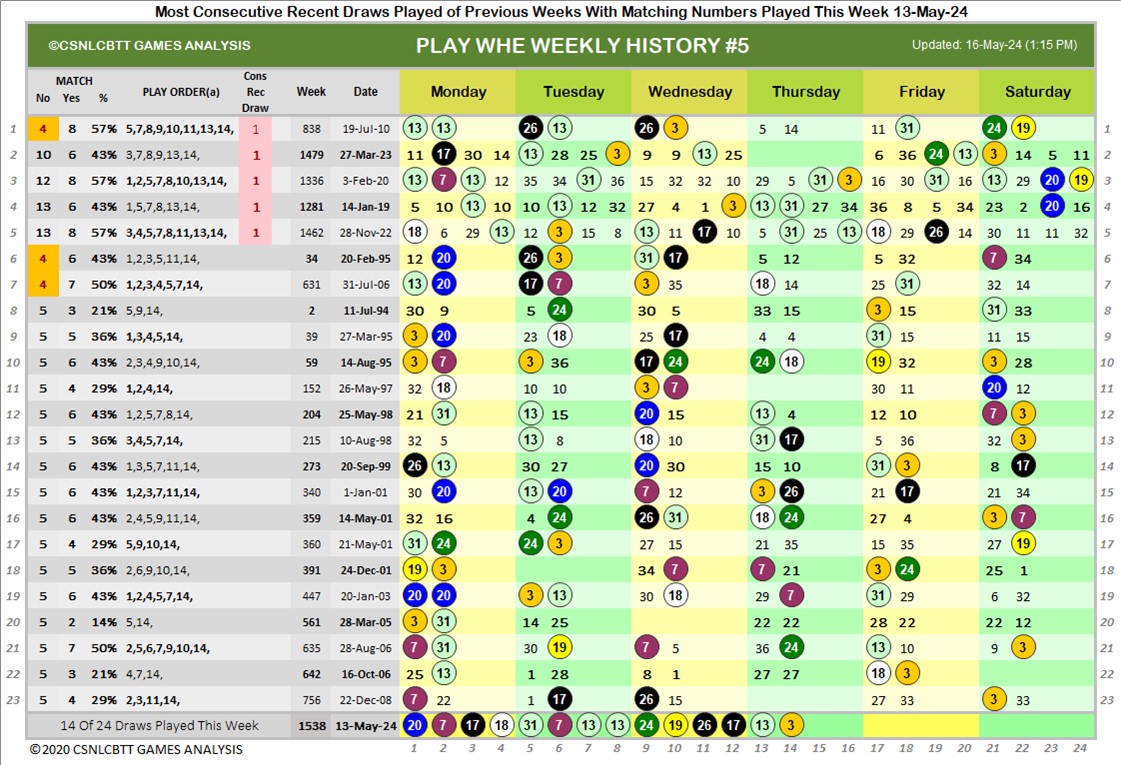 Most Consecutive Recent Draws Played of Previous Weeks With Matching Numbers Played This Week 13-May-24
©CSNLCBTT GAMES ANALYSIS PLAY WHE WEEKLY HISTORY #5 Updated: 16-May-24 (1:15 PM)
MATCH
No Yes % PLAY ORDER(a) Cons Rec Draw Week Date Monday Tuesday Wednesday Thursday Friday Saturday
1 4 8 57% 5,7,8,9,10,11,13,14, 1 838 19-Jul-10 13 13 26 13 26 3 5 14 11 31 24 19 1
2 10 6 43% 3,7,8,9,13,14, 1 1479 27-Mar-23 11 17 30 14 13 28 25 3 9 9 13 25 6 36 24 13 3 14 5 11 2
3 12 8 57% 1,2,5,7,8,10,13,14, 1 1336 3-Feb-20 13 7 13 12 35 34 31 36 15 32 32 10 29 5 31 3 16 30 31 16 13 29 20 19 3
4 13 6 43% 1,5,7,8,13,14, 1 1281 14-Jan-19 5 10 13 10 10 13 12 32 27 4 1 3 13 31 27 34 36 8 5 34 23 2 20 16 4
5 13 8 57% 3,4,5,7,8,11,13,14, 1 1462 28-Nov-22 18 6 29 13 12 3 15 8 13 11 17 10 5 31 25 13 18 29 26 14 30 11 11 32 5
6 4 6 43% 1,2,3,5,11,14, 34 20-Feb-95 12 20 26 3 31 17 5 12 5 32 7 34 6
7 4 7 50% 1,2,3,4,5,7,14, 631 31-Jul-06 13 20 17 7 3 35 18 14 25 31 32 14 7
8 5 3 21% 5,9,14, 2 11-Jul-94 30 9 5 24 30 5 33 15 3 15 31 33 8
9 5 5 36% 1,3,4,5,14, 39 27-Mar-95 3 20 23 18 25 17 4 4 31 15 11 15 9
10 5 6 43% 2,3,4,9,10,14, 59 14-Aug-95 3 7 3 36 17 24 24 18 19 32 3 28 10
11 5 4 29% 1,2,4,14, 152 26-May-97 32 18 10 10 3 7 30 11 20 12 11
12 5 6 43% 1,2,5,7,8,14, 204 25-May-98 21 31 13 15 20 15 13 4 12 10 7 3 12
13 5 5 36% 3,4,5,7,14, 215 10-Aug-98 32 5 13 8 18 10 31 17 5 36 32 3 13
14 5 6 43% 1,3,5,7,11,14, 273 20-Sep-99 26 13 30 27 20 30 15 10 31 3 8 17 14
15 5 6 43% 1,2,3,7,11,14, 340 1-Jan-01 30 20 13 20 7 12 3 26 21 17 21 34 15
16 5 6 43% 2,4,5,9,11,14, 359 14-May-01 32 16 4 24 26 31 18 24 27 4 3 7 16
17 5 4 29% 5,9,10,14, 360 21-May-01 31 24 24 3 27 15 21 35 15 35 27 19 17
18 5 5 36% 2,6,9,10,14, 391 24-Dec-01 19 3 34 7 7 21 3 24 25 1 18
19 5 6 43% 1,2,4,5,7,14, 447 20-Jan-03 20 20 3 13 30 18 29 7 31 29 6 32 19
20 5 2 14% 5,14, 561 28-Mar-05 3 31 14 25 22 22 28 22 22 12 20
21 5 7 50% 2,5,6,7,9,10,14, 635 28-Aug-06 7 31 30 19 7 5 36 24 13 10 9 3 21
22 5 3 21% 4,7,14, 642 16-Oct-06 25 13 1 28 8 1 27 27 18 3 22
23 5 4 29% 2,3,11,14, 756 22-Dec-08 7 22 1 17 26 15 27 33 3 33 23
14 Of 24 Draws Played This Week 1538 13-May-24 20 7 17 18 31 7 13 13 24 19 26 17 13 3
© 2020 CSNLCBTT GAMES ANALYSIS 1 2 3 4 5 6 7 8 9 10 11 12 13 14 15 16 17 18 19 20 21 22 23 24